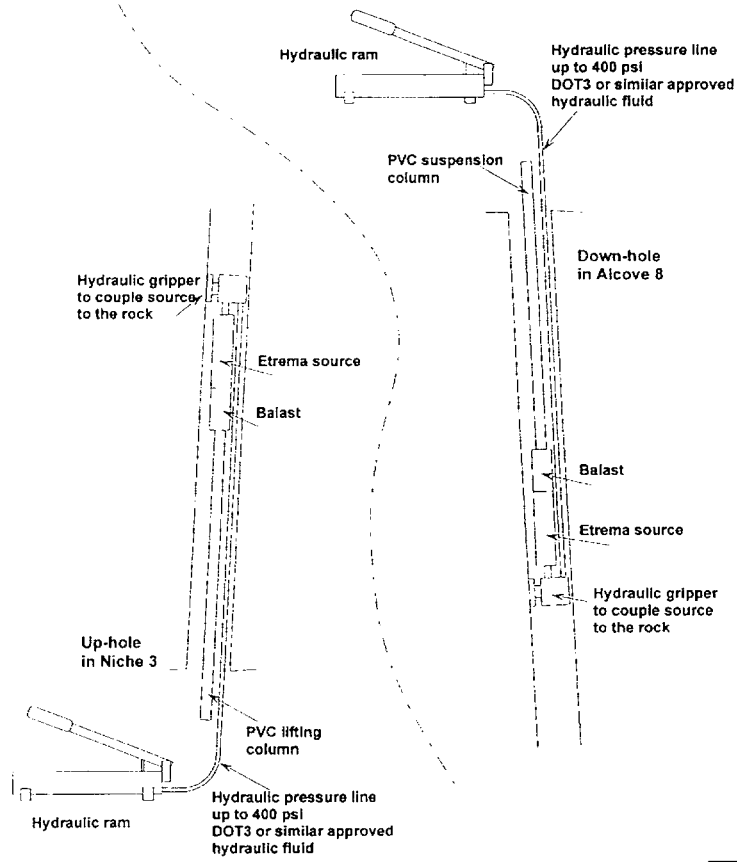 Hydraulic ram
Hydraulic pressure line
up to 400 psi
DOT3 or similar approved
hydraulic fluid
PVC suspension
column
Down-hole
in Alcove 8
Hydraulic gripper
to couple source
to the rock
Etrema source
Balast
Balast
Etrema source
Hydraulic gripper
to couple source
to the rock
Up-hole
in Niche 3
PVC lifting
column
Hydraulic pressure line
up to 400 psi
DOT3 or similar approved
hydraulic fluid
Hydraulic ram